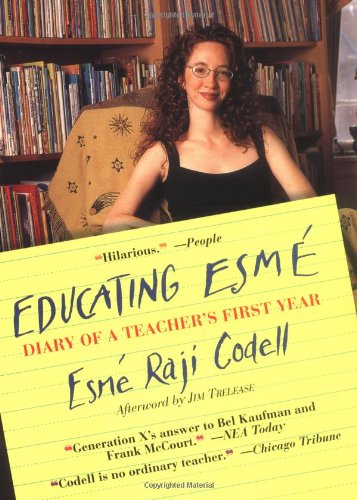 "Hilarious." —People
EDUCATING ESMÉ
DIARY OF A TEACHER'S FIRST YEAR
Esmé Raji Codell
Afterword by JIM TRELEASE
"Generation X's answer to Bel Kaufman and
Frank McCourt." —NEA Today
"Codell is no ordinary teacher." —Chicago Tribune